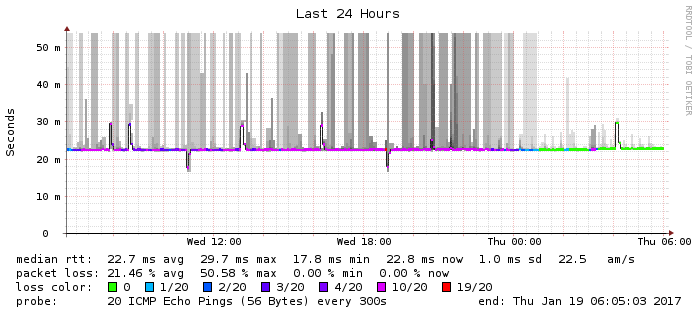 Last 24 Hours
RRDTOOL / TOBI OETIKER
Seconds
50 m
40 m
30 m
20 m
10 m
0
Wed 12:00 Wed 18:00 Thu 00:00 Thu 06:00
median rtt: 22.7 ms avg 29.7 ms max 17.8 ms min 22.8 ms now 1.0 ms sd 22.5 am/s
packet loss: 21.46 % avg 50.58 % max 0.00 % min 0.00 % now
loss color: 0 1/20 2/20 3/20 4/20 10/20 19/20
probe: 20 ICMP Echo Pings (56 Bytes) every 300s end: Thu Jan 19 06:05:03 2017